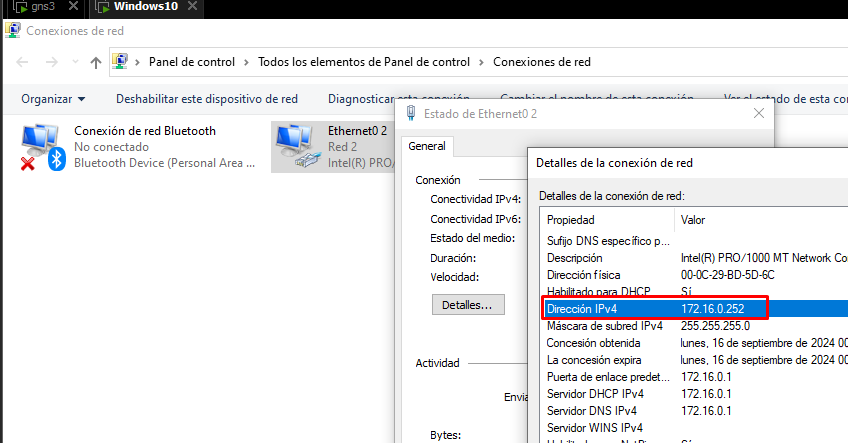 gns3
Windows10
Conexiones de red
Panel de control
Todos los elementos de Panel de control
Conexiones de red
Organizar
Deshabilitar este dispositivo de red
Diagnosticar esta conexión
Cambiar el nombre de esta conexión
Ver el estado de esta con
Conexión de red Bluetooth
No conectado
Bluetooth Device (Personal Area ...
Ethernet0 2
Red 2
Intel(R) PRO/
Estado de Ethernet0 2
General
Conexión
Conectividad IPv4:
Conectividad IPv6:
Estado del medio:
Duración:
Velocidad:
Detalles...
Actividad
Envia
Bytes:
Detalles de la conexión de red
Detalles de la conexión de red:
Propiedad Valor
Sufijo DNS específico p...
Descripción Intel(R) PRO/1000 MT Network Co
Dirección física 00-0C-29-BD-5D-6C
Habilitado para DHCP Sí
Dirección IPv4 172.16.0.252
Máscara de subred IPv4 255.255.255.0
Concesión obtenida lunes, 16 de septiembre de 2024 00
La concesión expira lunes, 16 de septiembre de 2024 00
Puerta de enlace predet... 172.16.0.1
Servidor DHCP IPv4 172.16.0.1
Servidor DNS IPv4 172.16.0.1
Servidor WINS IPv4